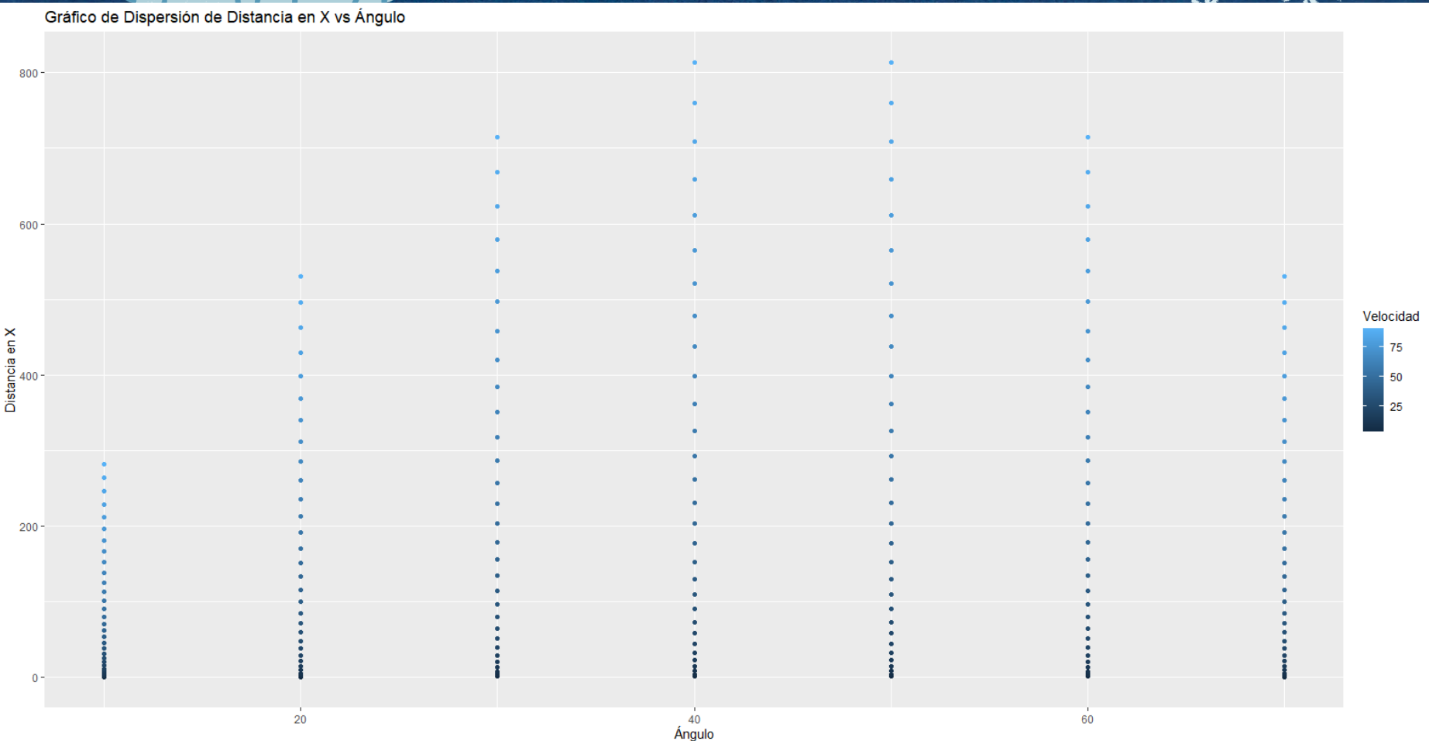 Gráfico de Dispersión de Distancia en X vs Ángulo
800
600
400
200
0
Distancia en X
20
40
60
Ángulo
Velocidad
75
50
25